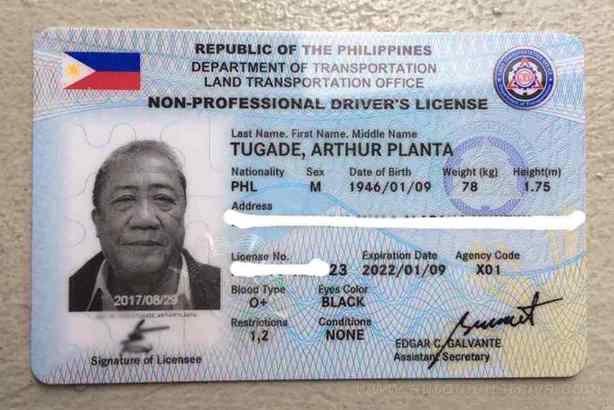 REPUBLIC OF THE PHILIPPINES
DEPARTMENT OF TRANSPORTATION
LAND TRANSPORTATION OFFICE
NON-PROFESSIONAL DRIVER'S LICENSE
Last Name. First Name. Middle Name
TUGADE, ARTHUR PLANTA
Nationality Sex Date of Birth Weight (kg) Height(m)
PHL M 1946/01/09 78 1.75
Address
License No. Expiration Date Agency Code
23 2022/01/09 X01
2017/08/29
Blood Type Eyes Color
O+ BLACK
Restrictions Conditions
1,2 NONE
EDGAR C. GALVANTE
Assistant Secretary
Signature of Licensee